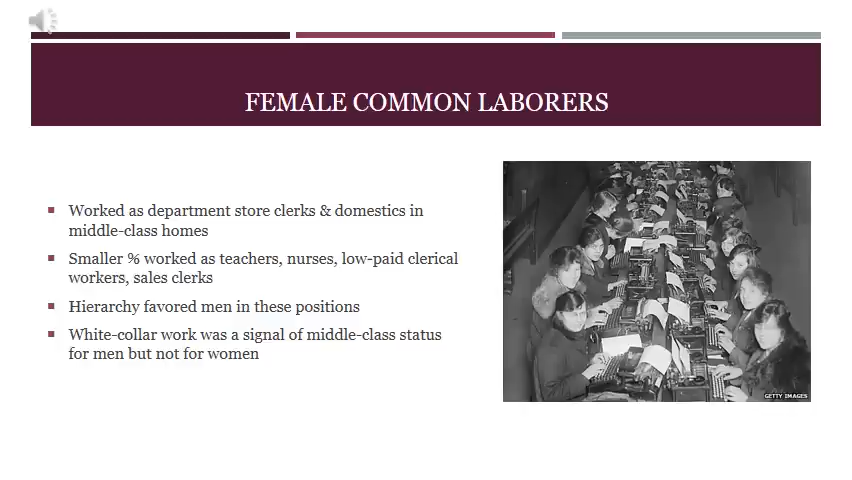 FEMALE COMMON LABORERS
Worked as department store clerks & domestics in
middle-class homes
Smaller % worked as teachers, nurses, low-paid clerical
workers, sales clerks
Hierarchy favored men in these positions
White-collar work was a signal of middle-class status
for men but not for women
GETTY IMAGES